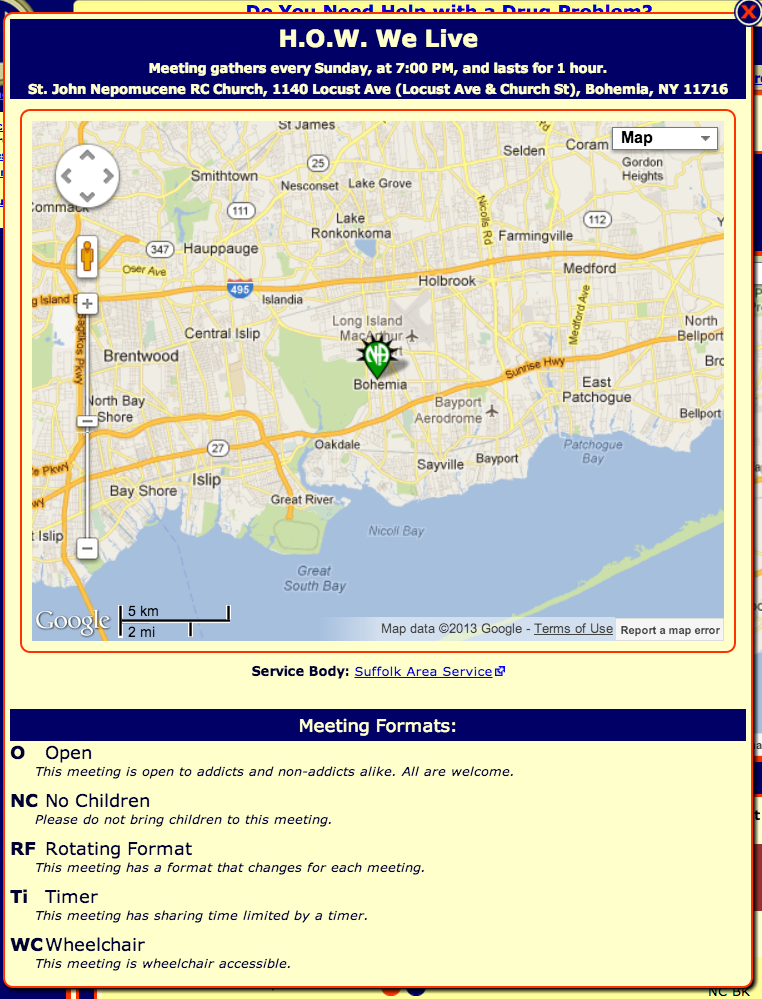 Do You Need Help with a Drug Problem?
H.O.W. We Live
Meeting gathers every Sunday, at 7:00 PM, and lasts for 1 hour.
St. John Nepomucene RC Church, 1140 Locust Ave (Locust Ave & Church St), Bohemia, NY 11716
St James
Map
Selden
Coram
Gordon
Heights
25
Smithtown
Nesconset
Lake Grove
Commack
111
Nicolls Rd
112
Lake
Ronkonkoma
347
Hauppauge
Farmingville
Oser Ave
Medford
Holbrook
495
Islandia
g Island E
Sagtikos Pkwy
Medford Ave
Long Island
MacArthur
rt
Central Islip
North
Bellport
Brentwood
NA
Bohemia
Sunrise Hwy
Bro
East
Patchogue
North Bay
Shore
Bayport
Aerodrome
Bellport
27
Oakdale
Patchogue
Bay
Sayville
Bayport
e Pkwy
Islip
Bay Shore
Great River
wy
t Islip
Nicoll Bay
Great
South Bay
Google
5 km
2 mi
Map data ©2013 Google - Terms of Use
Report a map error
Service Body: Suffolk Area Service
Meeting Formats:
O Open
This meeting is open to addicts and non-addicts alike. All are welcome.
NC No Children
Please do not bring children to this meeting.
RF Rotating Format
This meeting has a format that changes for each meeting.
Ti Timer
This meeting has sharing time limited by a timer.
WC Wheelchair
This meeting is wheelchair accessible.
NC BK